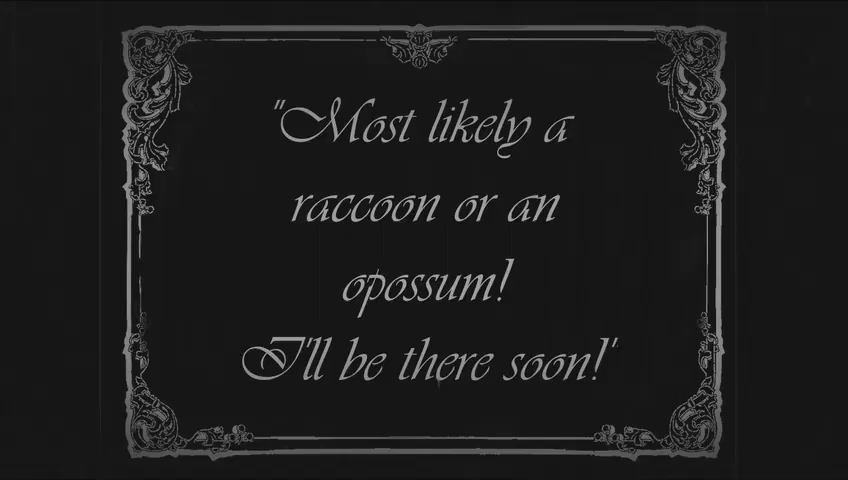 "Most likely a
raccoon or an
opossum!
I'll be there soon!"